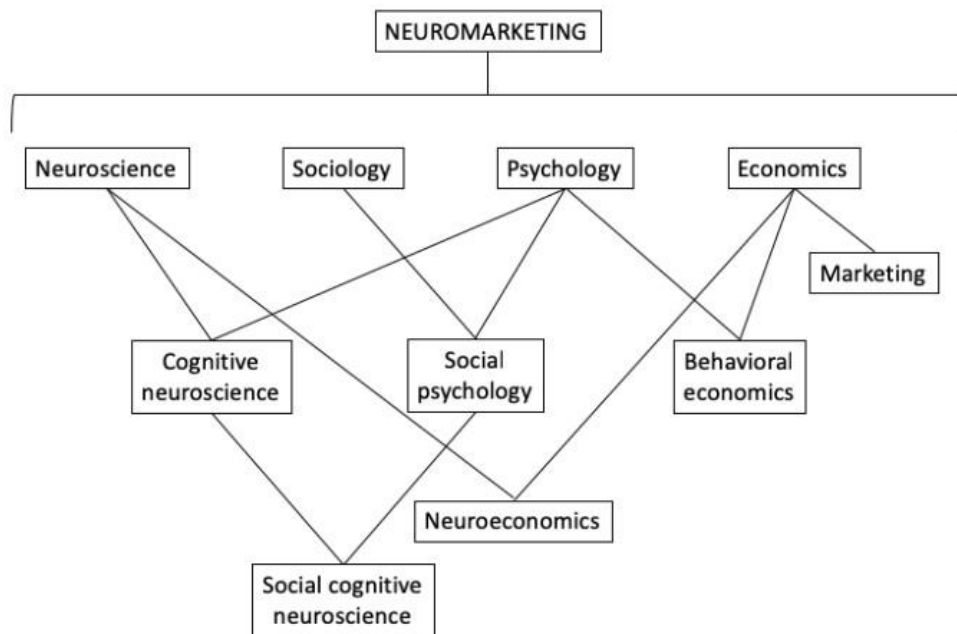 NEUROMARKETING
Neuroscience
Sociology
Psychology
Economics
Marketing
Cognitive
neuroscience
Social
psychology
Behavioral
economics
Neuroeconomics
Social cognitive
neuroscience